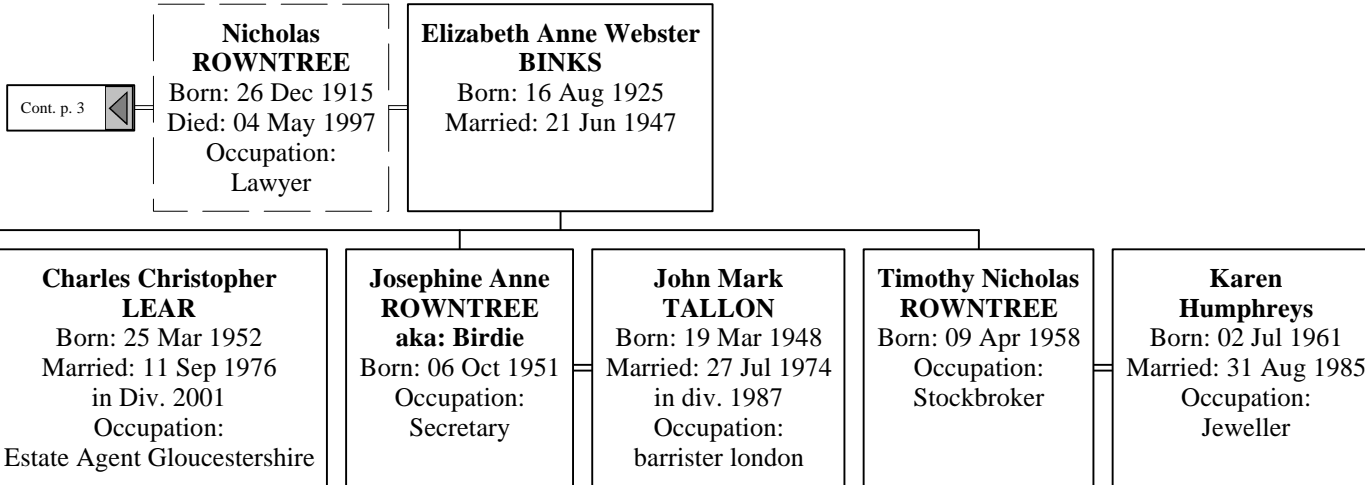 Nicholas
ROWNTREE
Born: 26 Dec 1915
Died: 04 May 1997
Occupation:
Lawyer
Elizabeth Anne Webster
BINKS
Born: 16 Aug 1925
Married: 21 Jun 1947
Cont. p. 3
Charles Christopher
LEAR
Born: 25 Mar 1952
Married: 11 Sep 1976
in Div. 2001
Occupation:
Estate Agent Gloucestershire
Josephine Anne
ROWNTREE
aka: Birdie
Born: 06 Oct 1951
Occupation:
Secretary
John Mark
TALLON
Born: 19 Mar 1948
Married: 27 Jul 1974
in div. 1987
Occupation:
barrister london
Timothy Nicholas
ROWNTREE
Born: 09 Apr 1958
Occupation:
Stockbroker
Karen
Humphreys
Born: 02 Jul 1961
Married: 31 Aug 1985
Occupation:
Jeweller